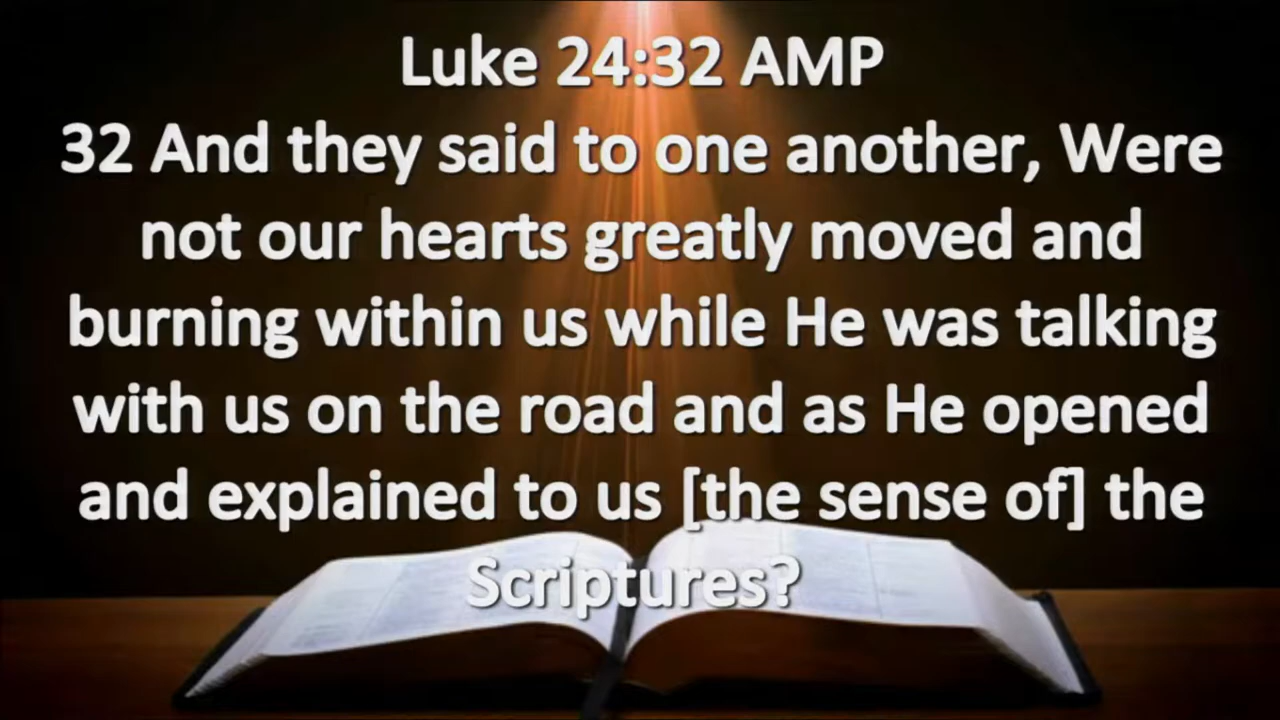 Luke 24:32 AMP
32 And they said to one another, Were
not our hearts greatly moved and
burning within us while He was talking
with us on the road and as He opened
and explained to us [the sense of] the
Scriptures?